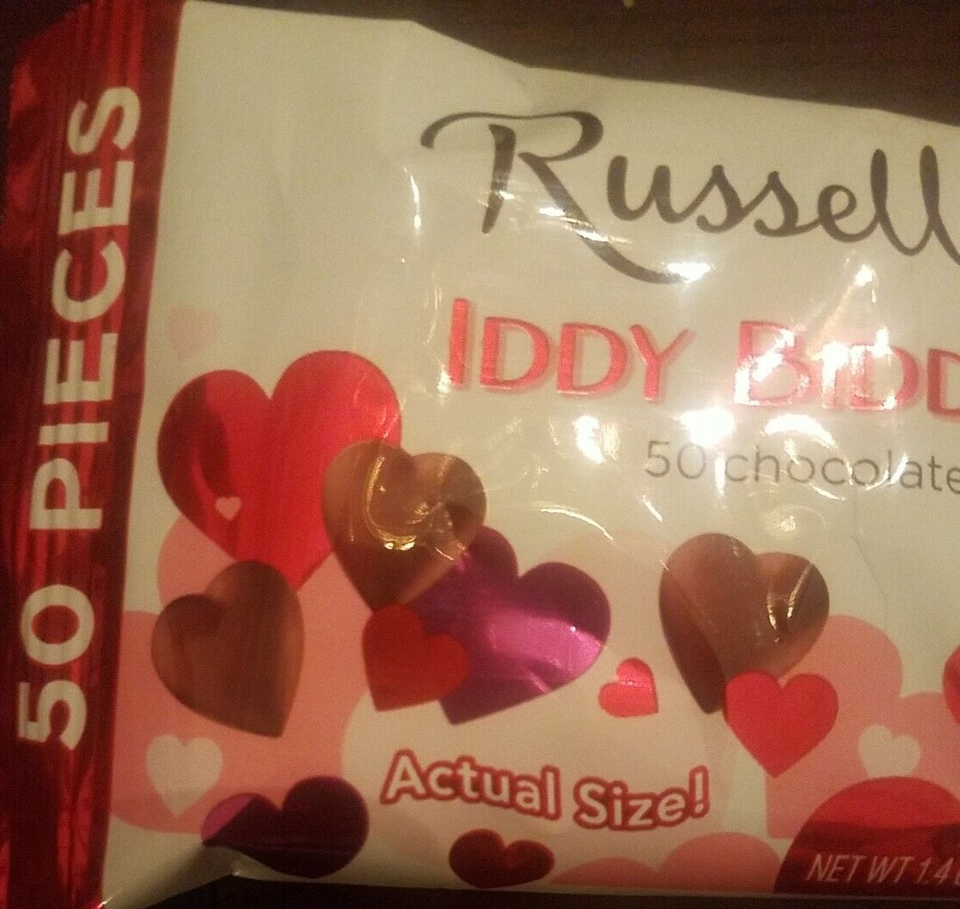 50 PIECES
Russell
IDDY BIDD
50 chocolate
Actual Size!
NET WT 1.4